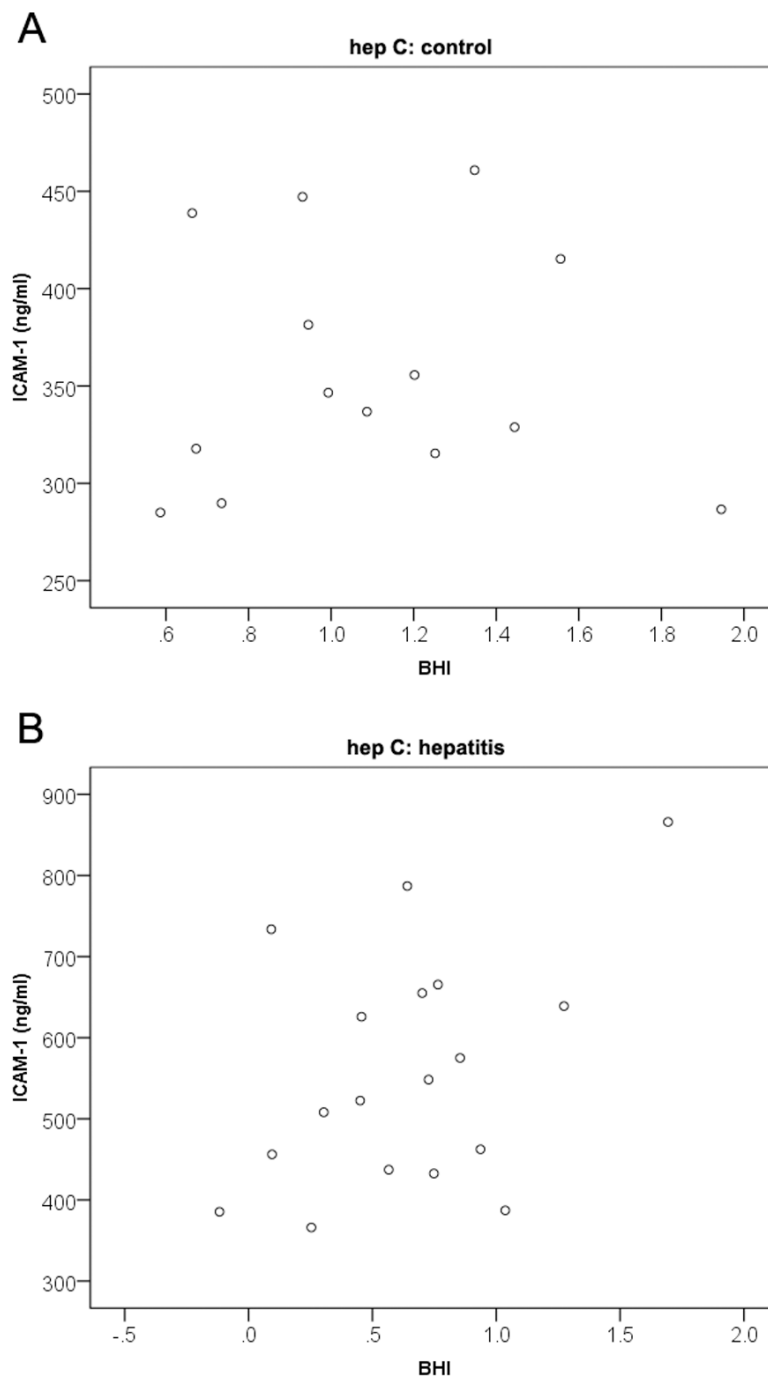 A
hep C: control
500
450
400
350
300
250
ICAM-1 (ng/ml)
.6 .8 1.0 1.2 1.4 1.6 1.8 2.0
BHI
B
hep C: hepatitis
900
800
700
600
500
400
300
ICAM-1 (ng/ml)
-.5 .0 .5 1.0 1.5 2.0
BHI